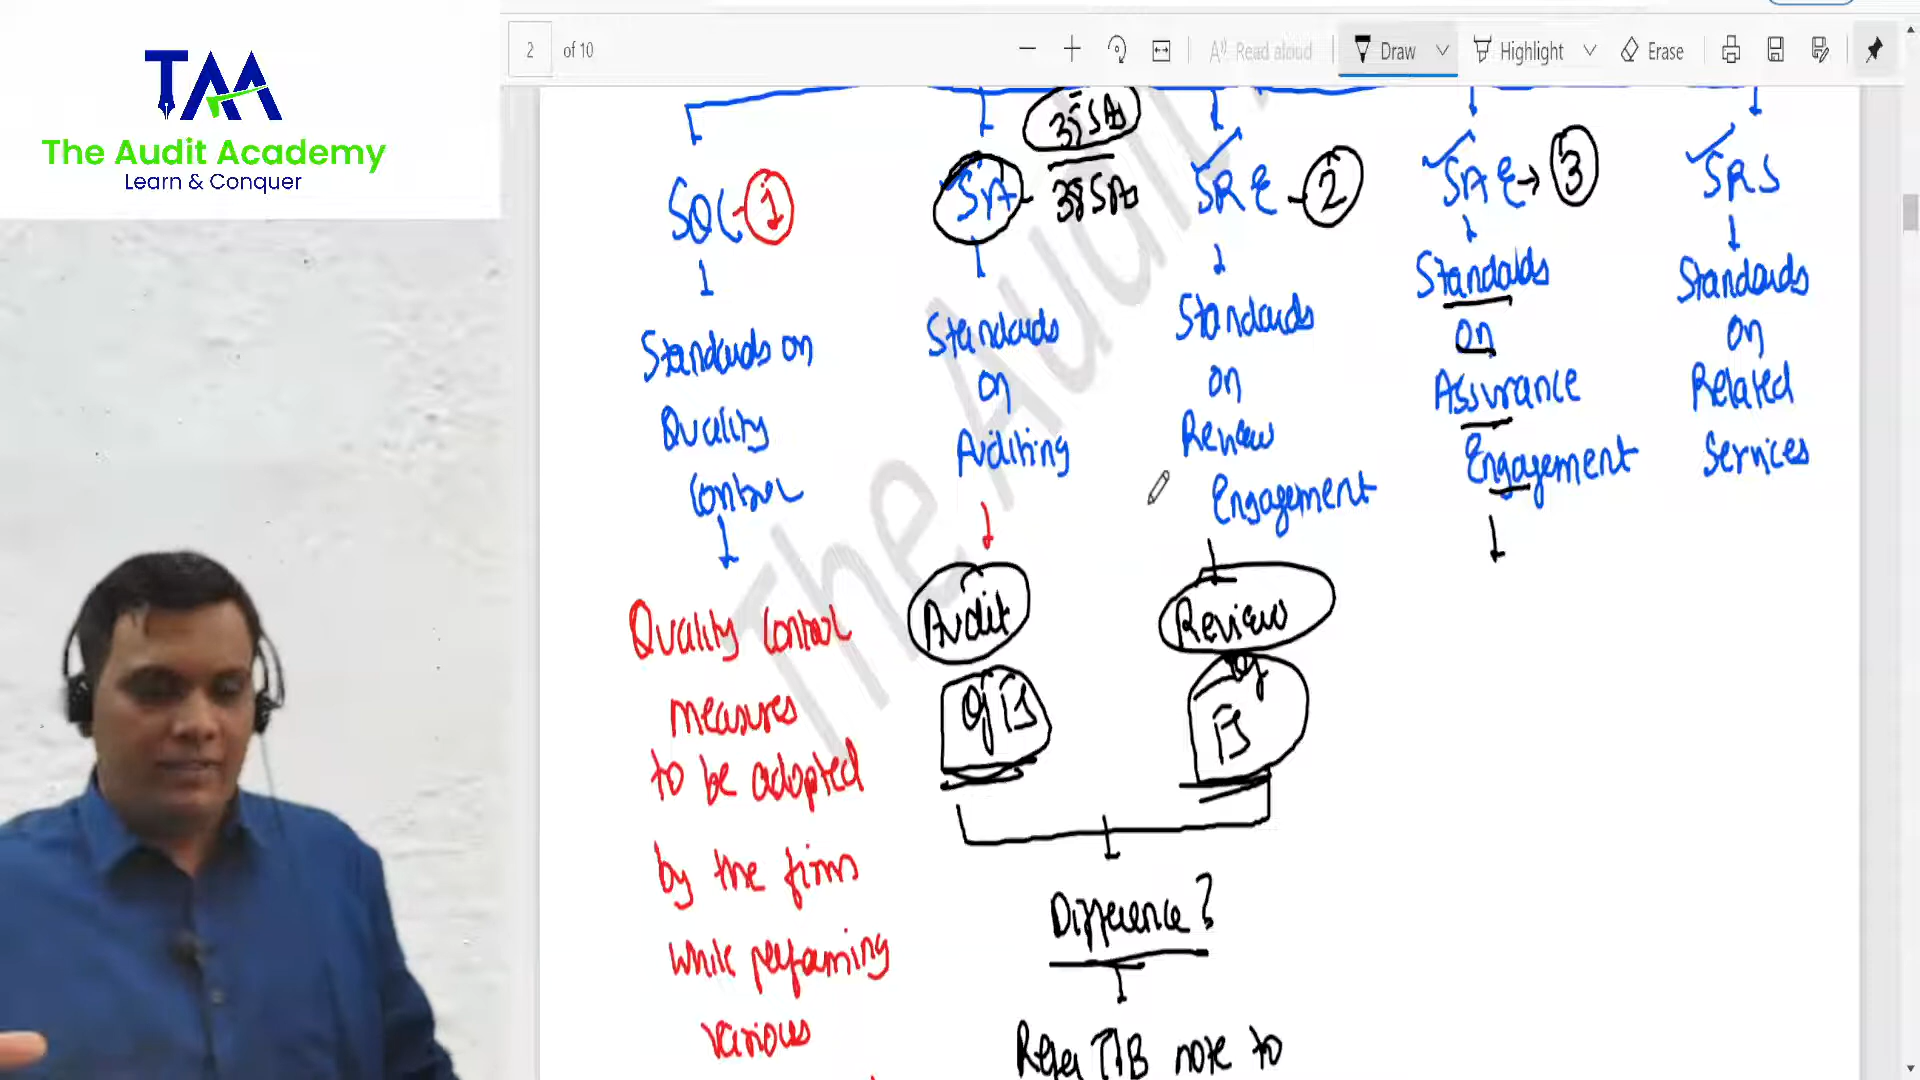 TAA
The Audit Academy
Learn & Conquer
2 of 10
Read aloud
Draw
Highlight
Erase
SQC - 1
Standards on
Quality
Control
Quality Control
measures
to be adopted
by the firm
while performing
various
SA -
38 SAs
Standards
on
Auditing
Audit
of FS
SRE - 2
Standards
on
Review
Engagement
Review
of
FS
Difference?
Refer T/B note to
SAE → 3
Standards
on
Assurance
Engagement
SRS
Standards
on
Related
Services
The Audit